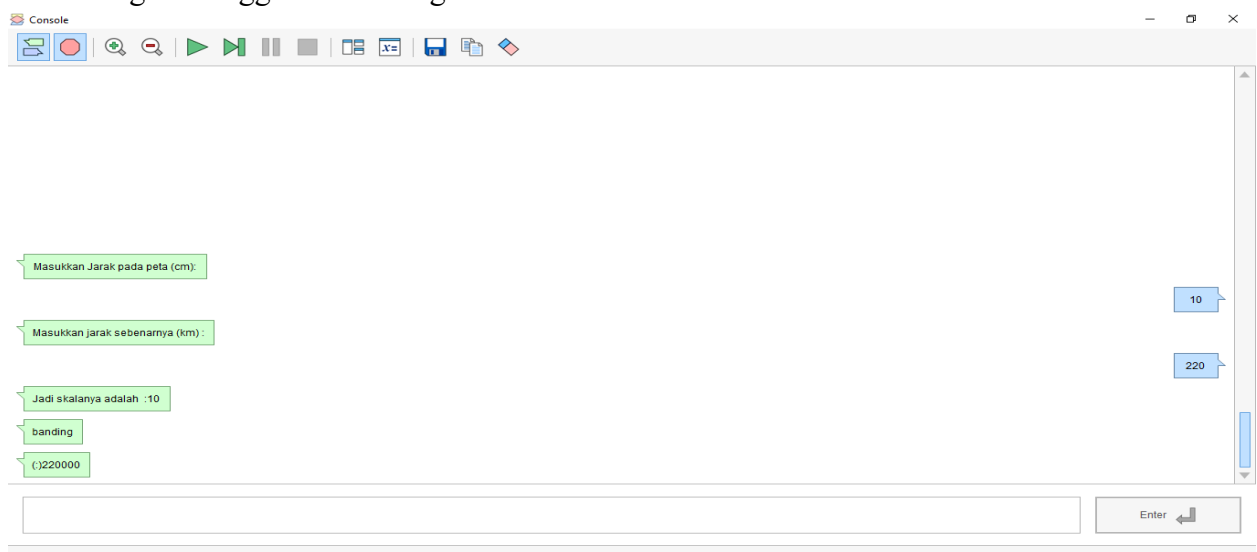 Console
x=
Masukkan Jarak pada peta (cm):
10
Masukkan jarak sebenarnya (km) :
220
Jadi skalanya adalah :10
banding
(:)220000
Enter